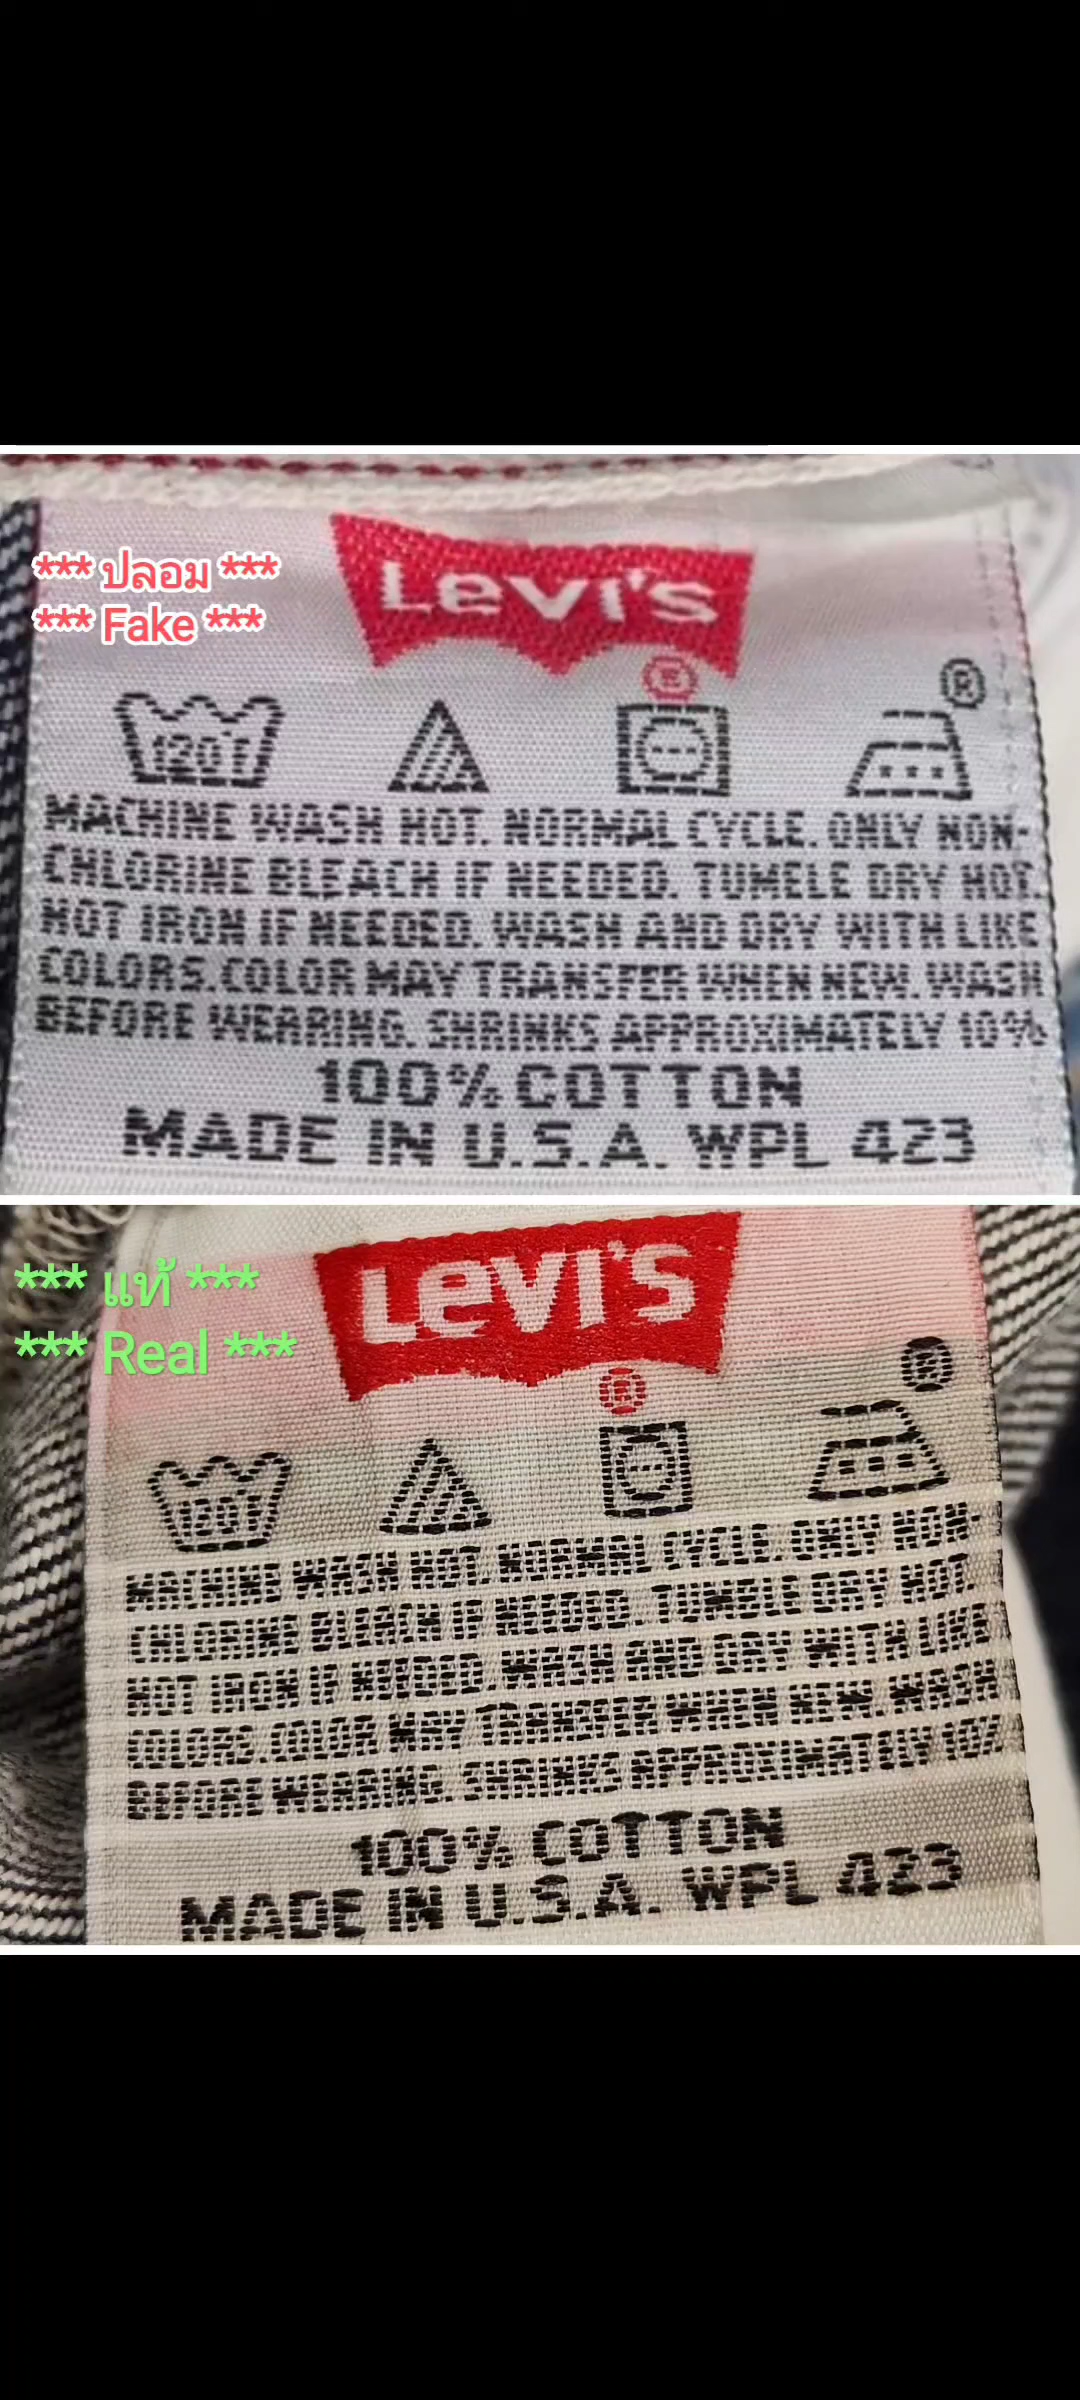 *** ปลอม ***
*** Fake ***
Levi's
®
®
120°F
MACHINE WASH HOT. NORMAL CYCLE. ONLY NON-
CHLORINE BLEACH IF NEEDED. TUMELE DRY HOT.
HOT IRON IF NEEDED. WASH AND DRY WITH LIKE
COLORS.COLOR MAY TRANSFER WHEN NEW. WASH
BEFORE WEARING. SHRINKS APPROXIMATELY 10%
100% COTTON
MADE IN U.S.A. WPL 423
*** แท้ ***
*** Real ***
Levi's
®
®
120F
MACHINE WASH HOT. NORMAL CYCLE. ONLY NON-
CHLORINE BLEACH IF NEEDED. TUMBLE DRY HOT.
HOT IRON IF NEEDED. WASH AND DRY WITH LIKE
COLORS.COLOR MAY TRANSFER WHEN NEW. WASH
BEFORE WEARING. SHRINKS APPROXIMATELY 10%
100% COTTON
MADE IN U.S.A. WPL 423